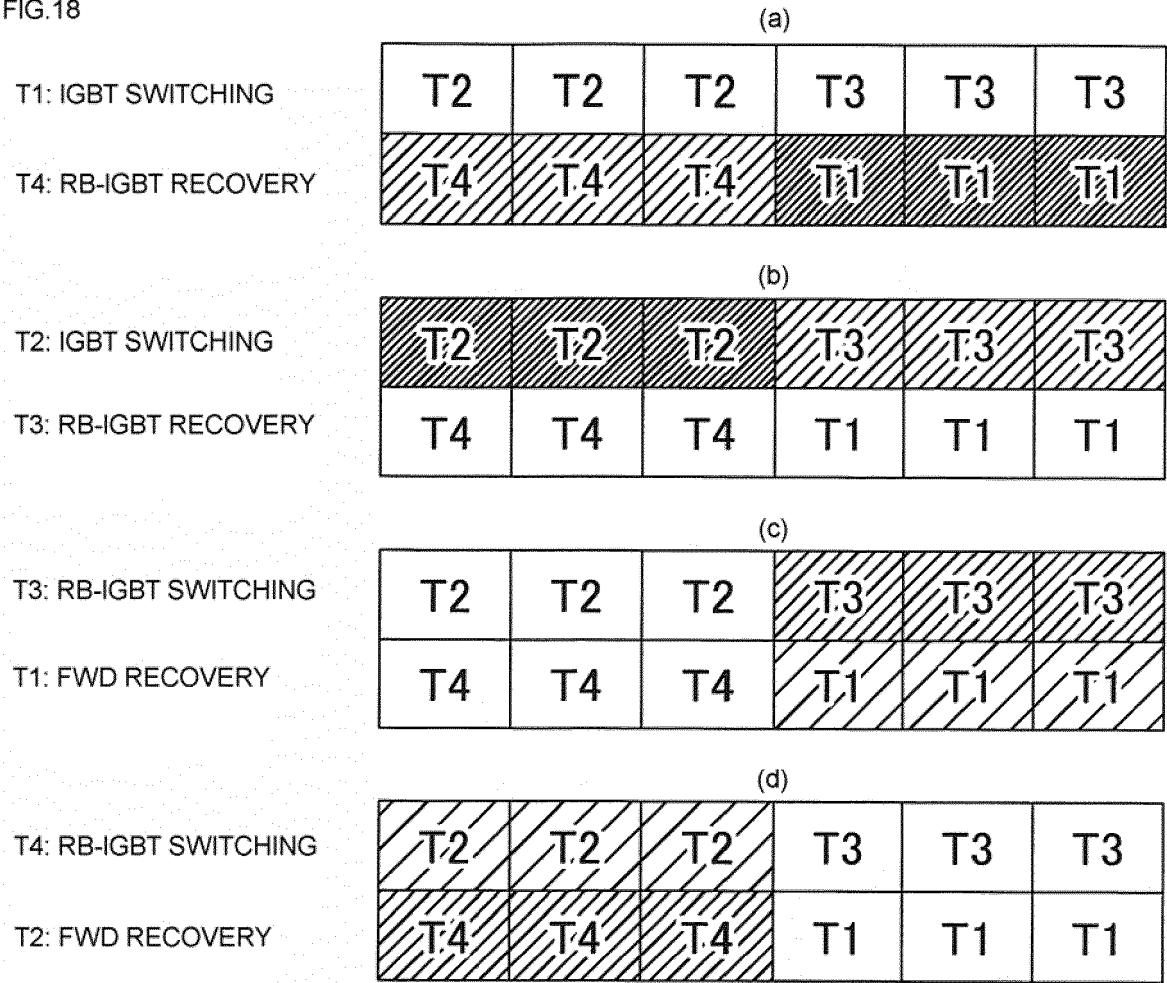 FIG.18
(a)
T1: IGBT SWITCHING
T2 T2 T2 T3 T3 T3
T4: RB-IGBT RECOVERY
T4 T4 T4 T1 T1 T1
(b)
T2: IGBT SWITCHING
T2 T2 T2 T3 T3 T3
T3: RB-IGBT RECOVERY
T4 T4 T4 T1 T1 T1
(c)
T3: RB-IGBT SWITCHING
T2 T2 T2 T3 T3 T3
T1: FWD RECOVERY
T4 T4 T4 T1 T1 T1
(d)
T4: RB-IGBT SWITCHING
T2 T2 T2 T3 T3 T3
T2: FWD RECOVERY
T4 T4 T4 T1 T1 T1